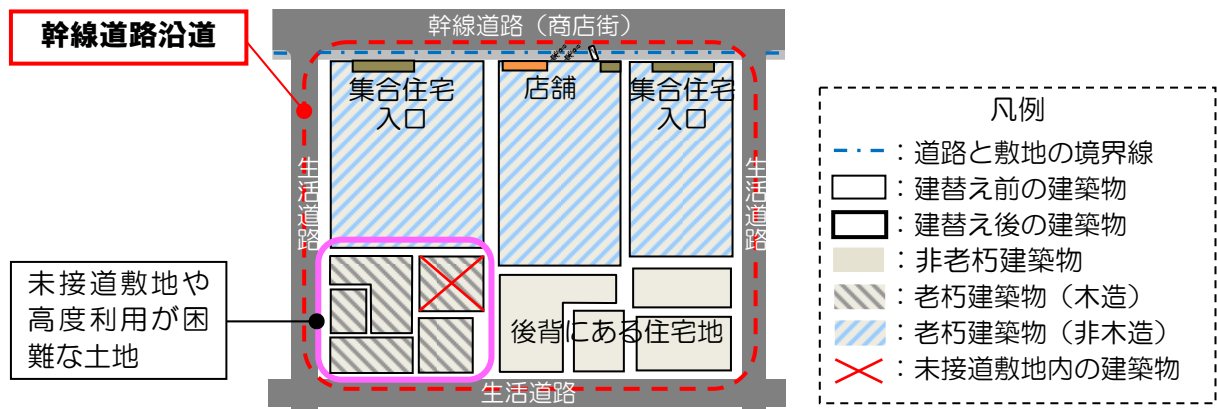 幹線道路沿道
幹線道路（商店街）
集合住宅
入口
店舗
集合住宅
入口
生活道路
生活道路
未接道敷地や
高度利用が困
難な土地
後背にある住宅地
生活道路
凡例
：道路と敷地の境界線
：建替え前の建築物
：建替え後の建築物
：非老朽建築物
：老朽建築物（木造）
：老朽建築物（非木造）
：未接道敷地内の建築物